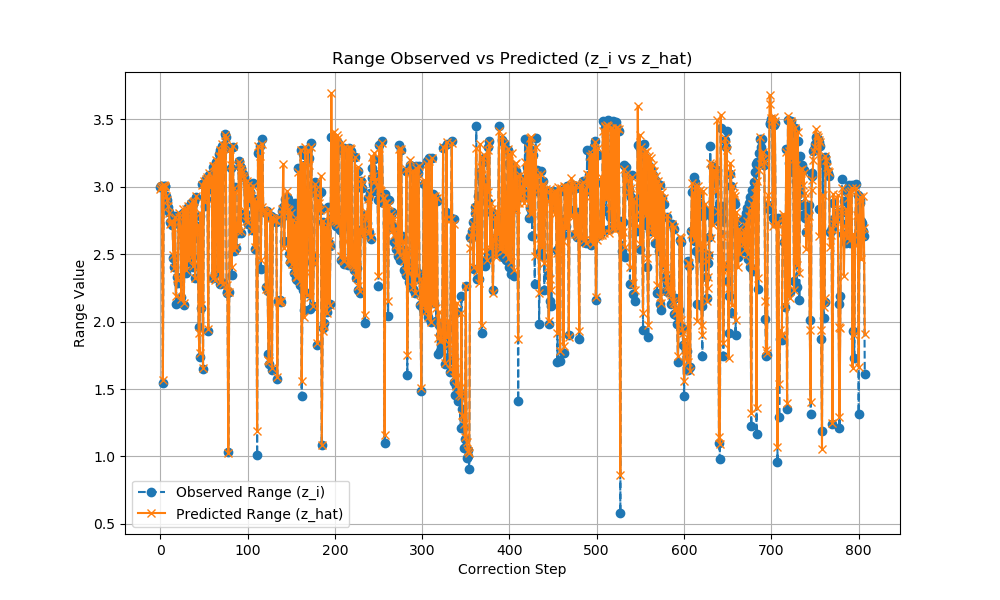 Range Observed vs Predicted (z_i vs z_hat)
Range Value
3.5
3.0
2.5
2.0
1.5
1.0
0.5
Observed Range (z_i)
Predicted Range (z_hat)
0 100 200 300 400 500 600 700 800
Correction Step